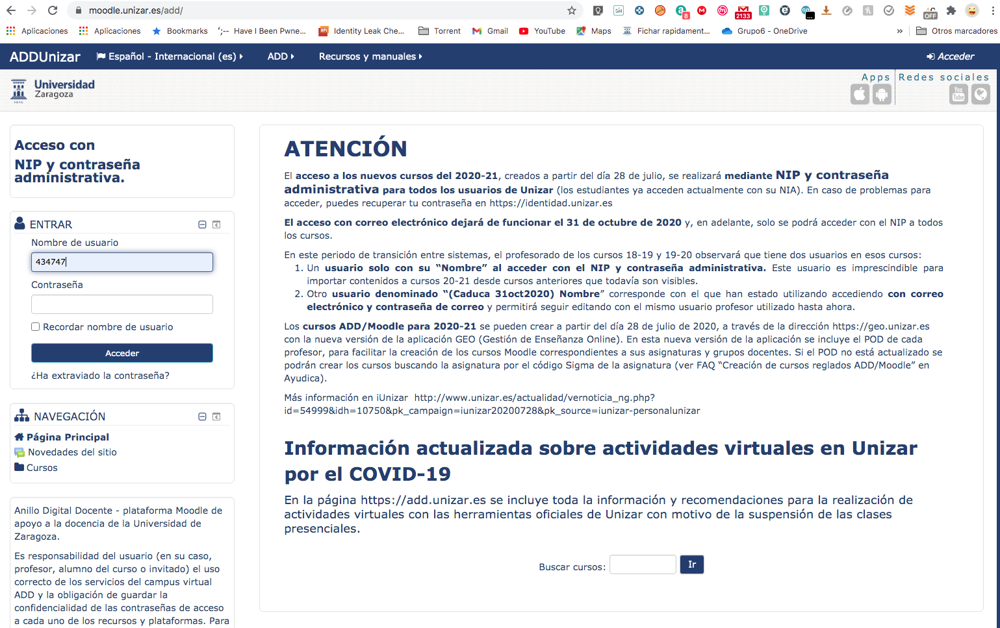 moodle.unizar.es/add/
8
2133
OFF
Aplicaciones
Aplicaciones
Bookmarks
Have I Been Pwne...
Identity Leak Che...
Torrent
Gmail
YouTube
Maps
Fichar rapidament...
Grupo6 - OneDrive
»
Otros marcadores
ADDUnizar
Español - Internacional (es)
ADD
Recursos y manuales
Acceder
Universidad
Zaragoza
1542
Apps
Redes sociales
You
Tube
Acceso con
NIP y contraseña
administrativa.
ENTRAR
Nombre de usuario
434747
Contraseña
Recordar nombre de usuario
Acceder
¿Ha extraviado la contraseña?
NAVEGACIÓN
Página Principal
Novedades del sitio
Cursos
Anillo Digital Docente - plataforma Moodle de
apoyo a la docencia de la Universidad de
Zaragoza.
Es responsabilidad del usuario (en su caso,
profesor, alumno del curso o invitado) el uso
correcto de los servicios del campus virtual
ADD y la obligación de guardar la
confidencialidad de las contraseñas de acceso
a cada uno de los recursos y plataformas. Para
ATENCIÓN
El acceso a los nuevos cursos del 2020-21, creados a partir del día 28 de julio, se realizará mediante NIP y contraseña
administrativa para todos los usuarios de Unizar (los estudiantes ya acceden actualmente con su NIA). En caso de problemas para
acceder, puedes recuperar tu contraseña en https://identidad.unizar.es
El acceso con correo electrónico dejará de funcionar el 31 de octubre de 2020 y, en adelante, solo se podrá acceder con el NIP a todos
los cursos.
En este periodo de transición entre sistemas, el profesorado de los cursos 18-19 y 19-20 observará que tiene dos usuarios en esos cursos:
1. Un usuario solo con su “Nombre” al acceder con el NIP y contraseña administrativa. Este usuario es imprescindible para
importar contenidos a cursos 20-21 desde cursos anteriores que todavía son visibles.
2. Otro usuario denominado “(Caduca 31oct2020) Nombre” corresponde con el que han estado utilizando accediendo con correo
electrónico y contraseña de correo y permitirá seguir editando con el mismo usuario profesor utilizado hasta ahora.
Los cursos ADD/Moodle para 2020-21 se pueden crear a partir del día 28 de julio de 2020, a través de la dirección https://geo.unizar.es
con la nueva versión de la aplicación GEO (Gestión de Enseñanza Online). En esta nueva versión de la aplicación se incluye el POD de cada
profesor, para facilitar la creación de los cursos Moodle correspondientes a sus asignaturas y grupos docentes. Si el POD no está actualizado se
podrán crear los cursos buscando la asignatura por el código Sigma de la asignatura (ver FAQ “Creación de cursos reglados ADD/Moodle” en
Ayudica).
Más información en iUnizar http://www.unizar.es/actualidad/vernoticia_ng.php?
id=54999&idh=10750&pk_campaign=iunizar20200728&pk_source=iunizar-personalunizar
Información actualizada sobre actividades virtuales en Unizar
por el COVID-19
En la página https://add.unizar.es se incluye toda la información y recomendaciones para la realización de
actividades virtuales con las herramientas oficiales de Unizar con motivo de la suspensión de las clases
presenciales.
Buscar cursos:
Ir